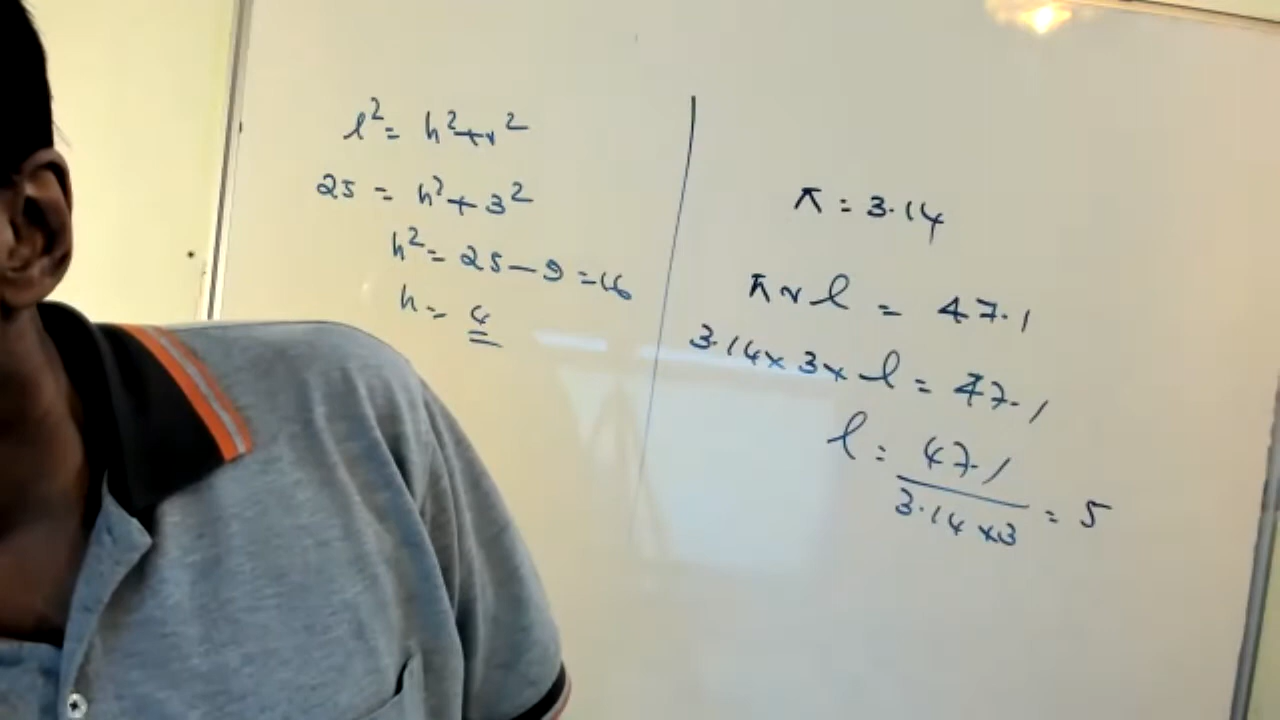 l² = h² + r²
25 = h² + 3²
h² = 25 - 9 = 16
h = 4
π = 3.14
πrl = 47.1
3.14 x 3 x l = 47.1
l = 47.1 / 3.14 x 3 = 5